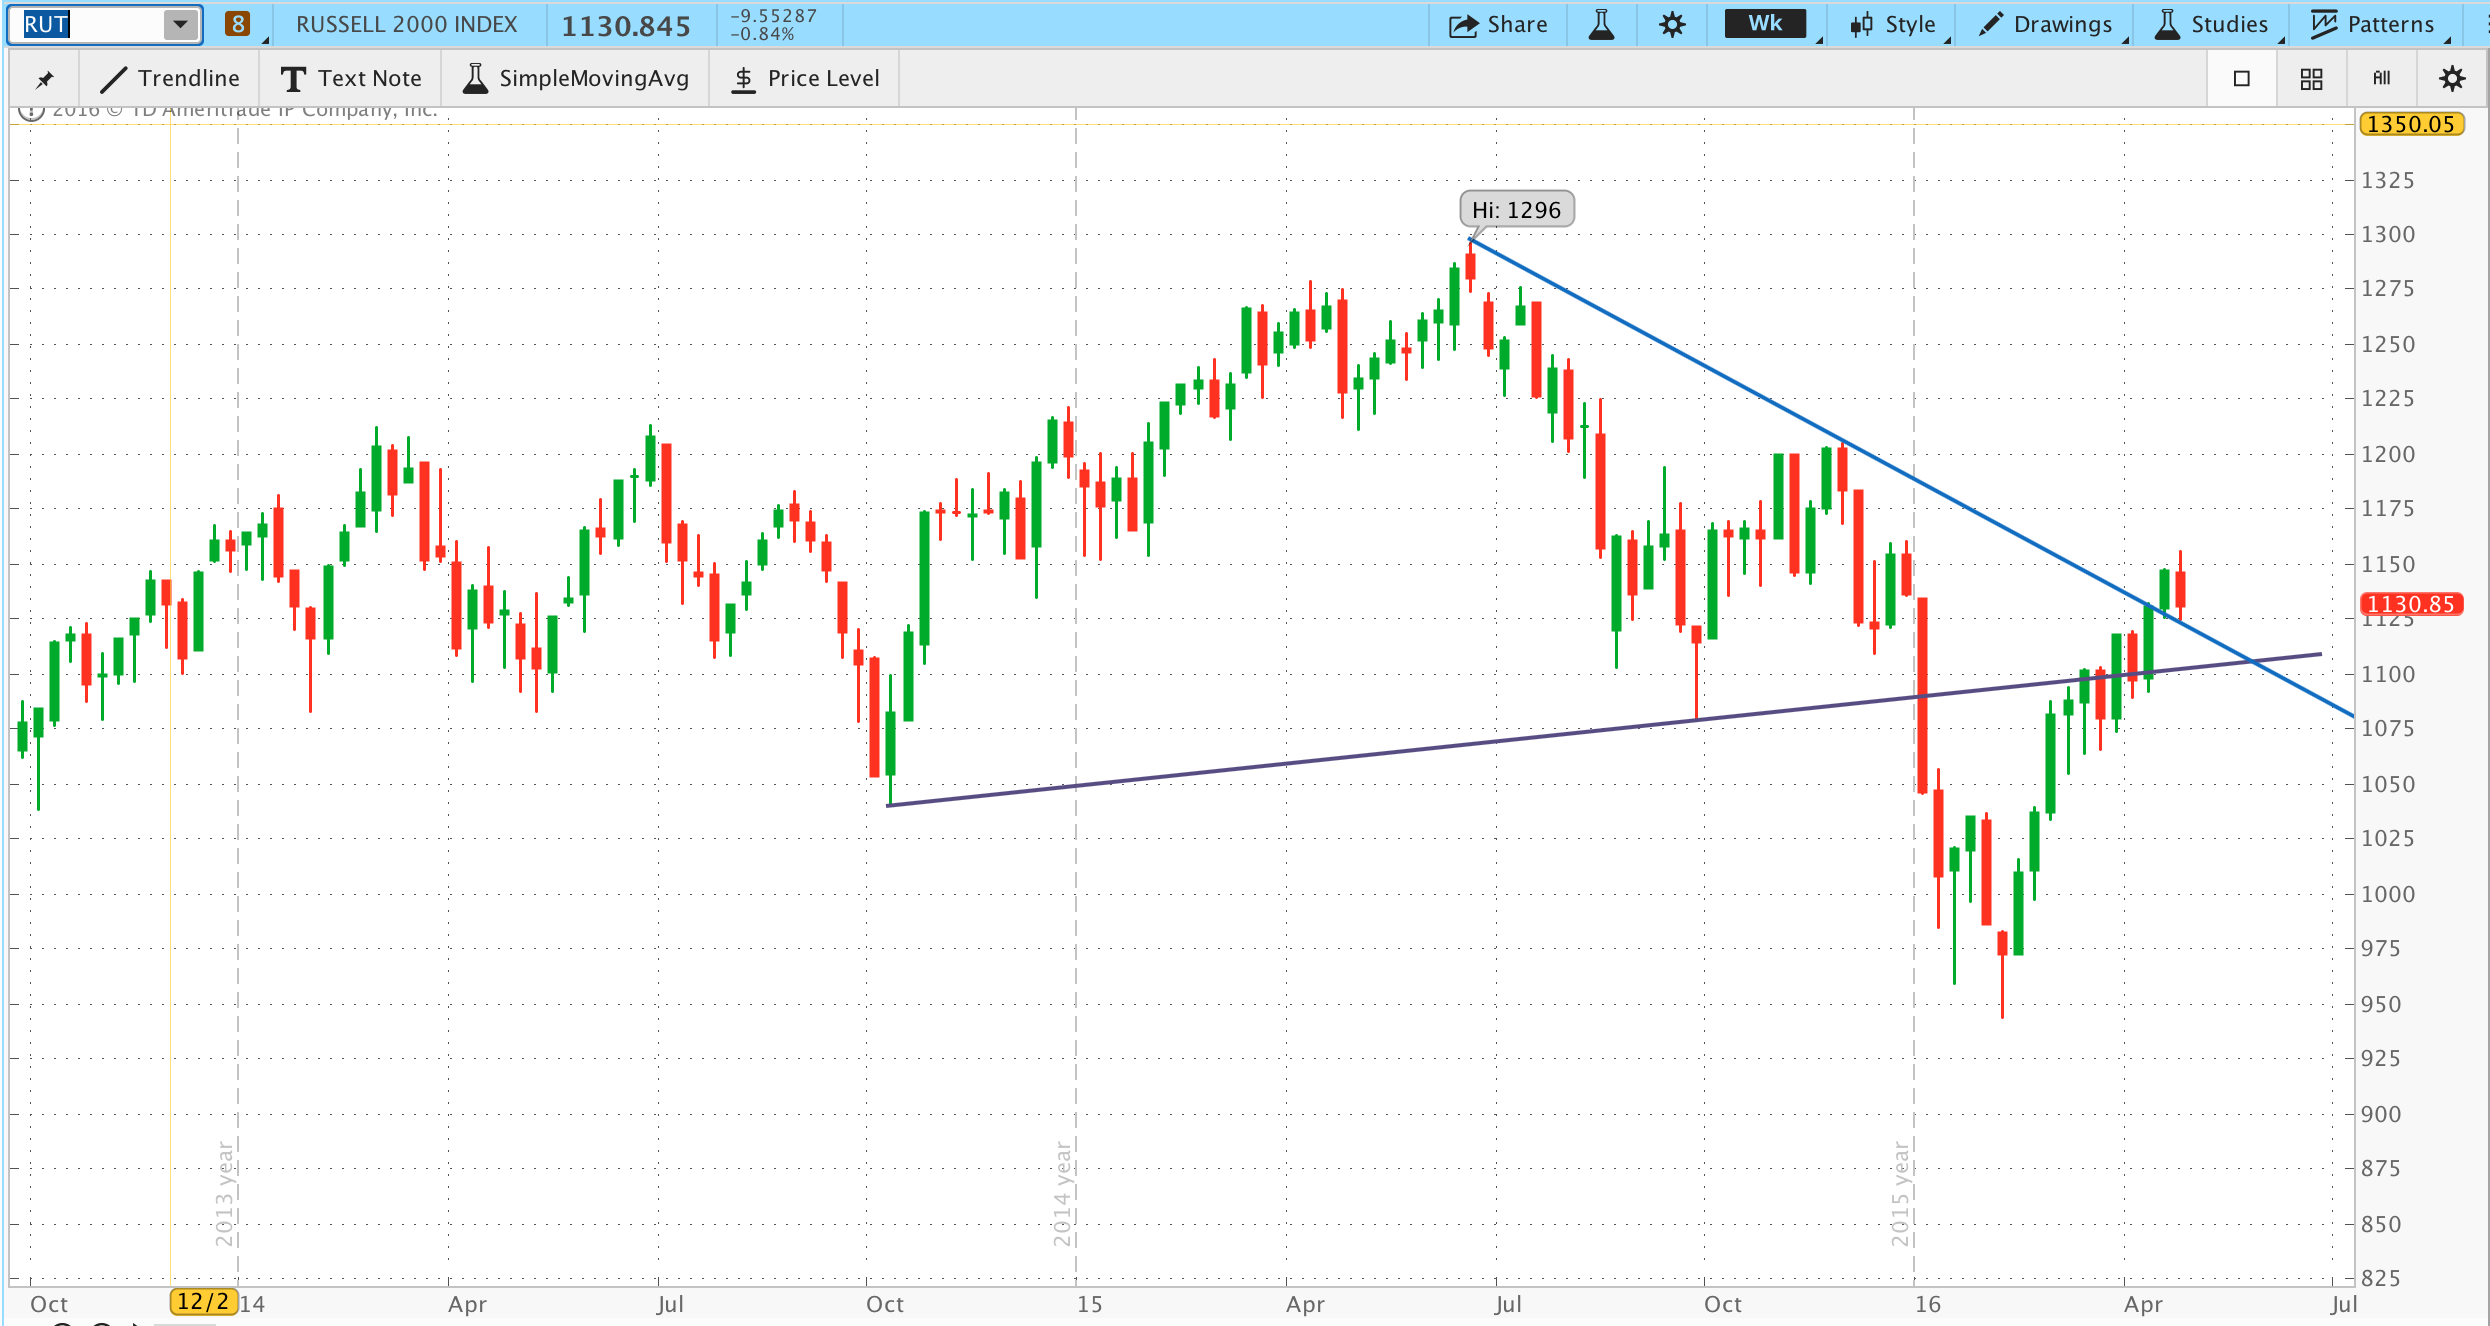 RUT 8 RUSSELL 2000 INDEX 1130.845 -9.55287 -0.84% Share Wk Style Drawings Studies Patterns
Trendline T Text Note SimpleMovingAvg Price Level All
2016 © TD Ameritrade IP Company, Inc.
1350.05
1325
Hi: 1296
1300
1275
1250
1225
1200
1175
1150
1130.85
1125
1100
1075
1050
1025
1000
975
950
925
900
875
850
825
2013 year
2014 year
2015 year
Oct 12/2 14 Apr Jul Oct 15 Apr Jul Oct 16 Apr Jul